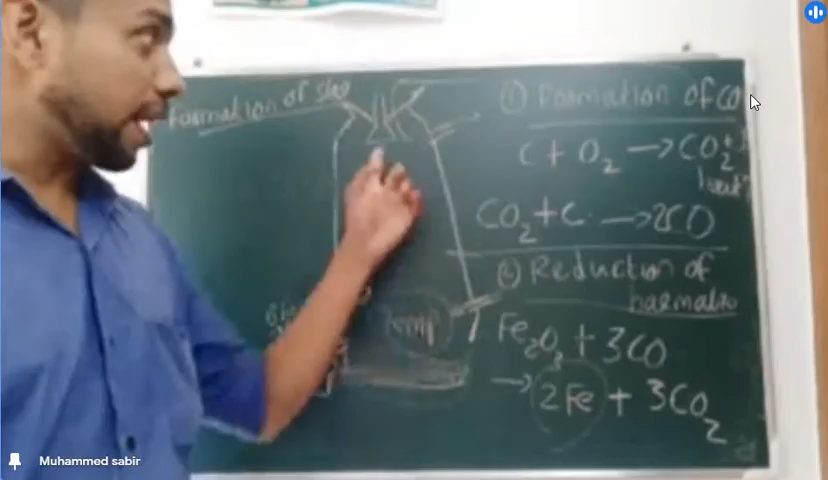 Formation of slag
① Formation of CO
C + O₂ → CO₂ +
heat
CO₂ + C → 2CO
② Reduction of
haematite
Fe₂O₃ + 3CO
→ 2Fe + 3CO₂
Muhammed sabir